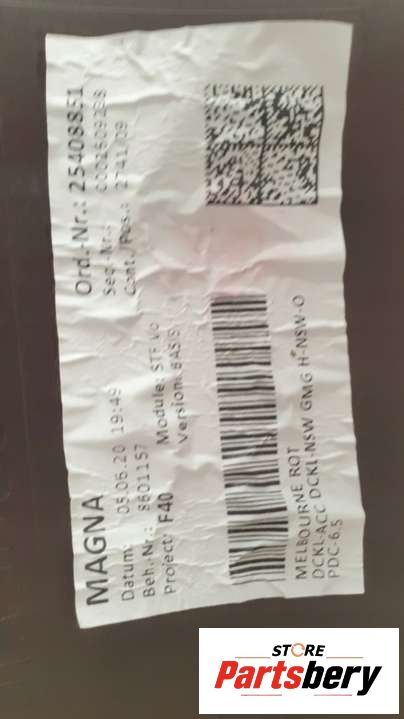 MAGNA
Datum: 05.06.20 19:49
Beh.-Nr.: 8601157
Project: F40
Module: STF Vo
Version: BASIS
Ord.-Nr.: 25408851
Seq.-Nr.:
Cont./Pos.: 2741/09
MELBOURNE ROT
DCKL-ACC DCKL-NSW GMG H-NSW-O
PDC-6.5
STORE
Partsbery